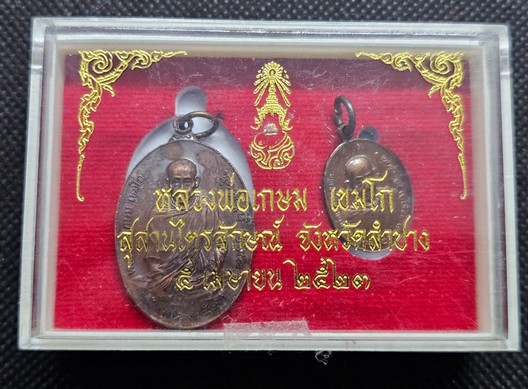 หลวงพ่อเกษม เขมโก
สุสานไตรลักษณ์ จังหวัดลำปาง
๕ เมษายน ๒๕๒๓